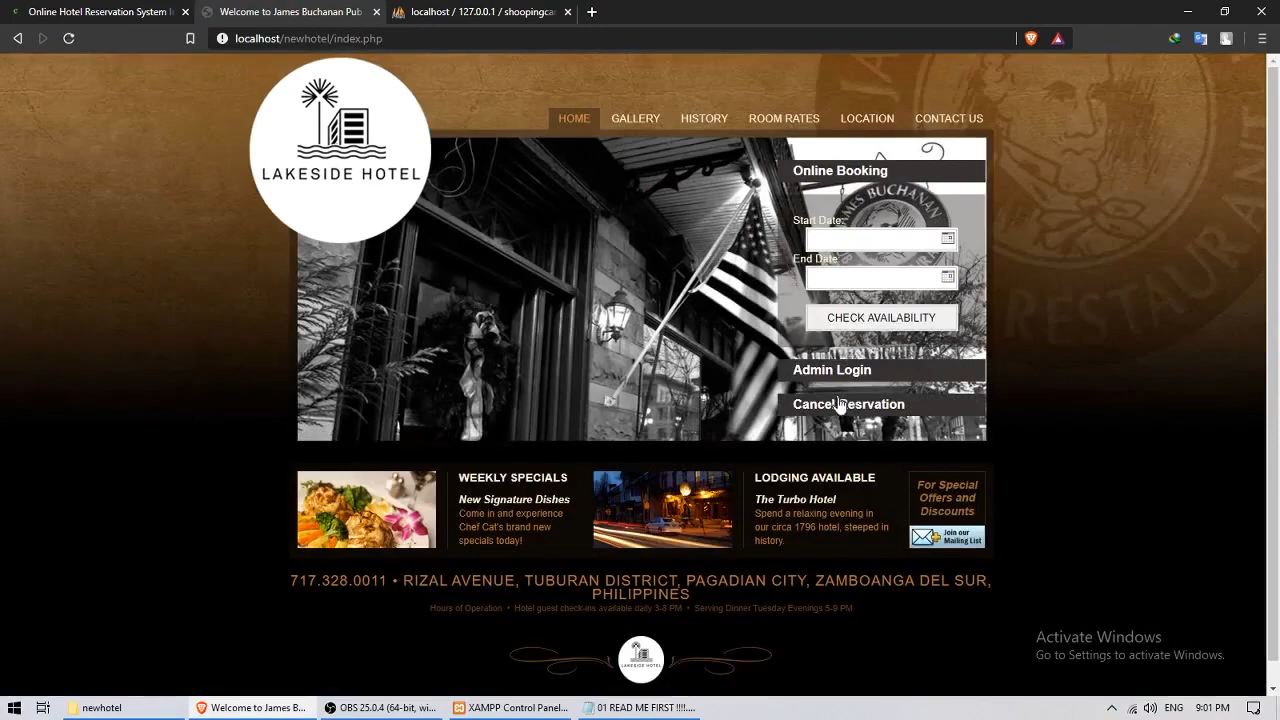 Online Hotel Reservation System I
Welcome to James Buchanan Pub
localhost / 127.0.0.1 / shoopingca
localhost/newhotel/index.php
LAKESIDE HOTEL
HOME GALLERY HISTORY ROOM RATES LOCATION CONTACT US
Online Booking
JAMES BUCHANAN
Start Date:
End Date:
CHECK AVAILABILITY
Admin Login
Cancel Resrvation
WEEKLY SPECIALS
New Signature Dishes
Come in and experience
Chef Cat's brand new
specials today!
LODGING AVAILABLE
The Turbo Hotel
Spend a relaxing evening in
our circa 1796 hotel, steeped in
history.
For Special
Offers and
Discounts
Join our
Mailing List
717.328.0011 • RIZAL AVENUE, TUBURAN DISTRICT, PAGADIAN CITY, ZAMBOANGA DEL SUR,
PHILIPPINES
Hours of Operation • Hotel guest check-ins available daily 3-8 PM • Serving Dinner Tuesday Evenings 5-9 PM
LAKESIDE HOTEL
Activate Windows
Go to Settings to activate Windows.
newhotel
Welcome to James B...
OBS 25.0.4 (64-bit, wi...
XAMPP Control Panel...
01 READ ME FIRST !!!!...
ENG 9:01 PM